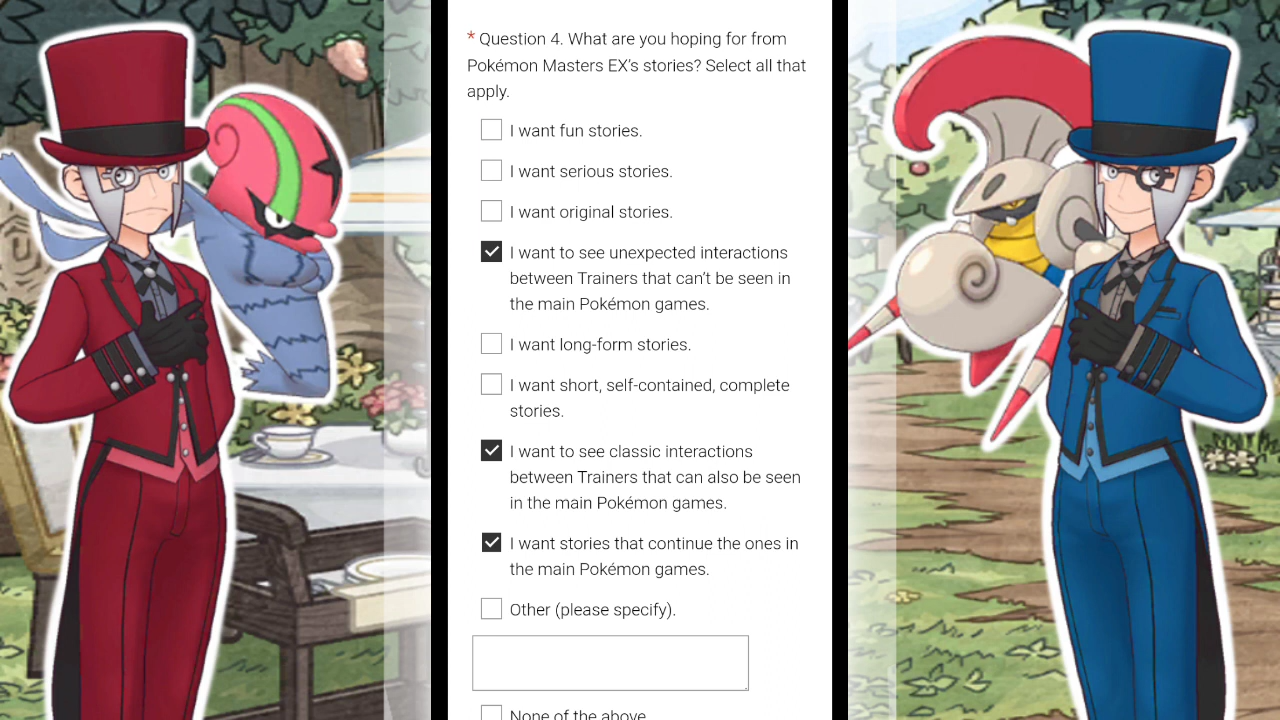 * Question 4. What are you hoping for from
Pokémon Masters EX's stories? Select all that
apply.
I want fun stories.
I want serious stories.
I want original stories.
I want to see unexpected interactions
between Trainers that can't be seen in
the main Pokémon games.
I want long-form stories.
I want short, self-contained, complete
stories.
I want to see classic interactions
between Trainers that can also be seen
in the main Pokémon games.
I want stories that continue the ones in
the main Pokémon games.
Other (please specify).
None of the above